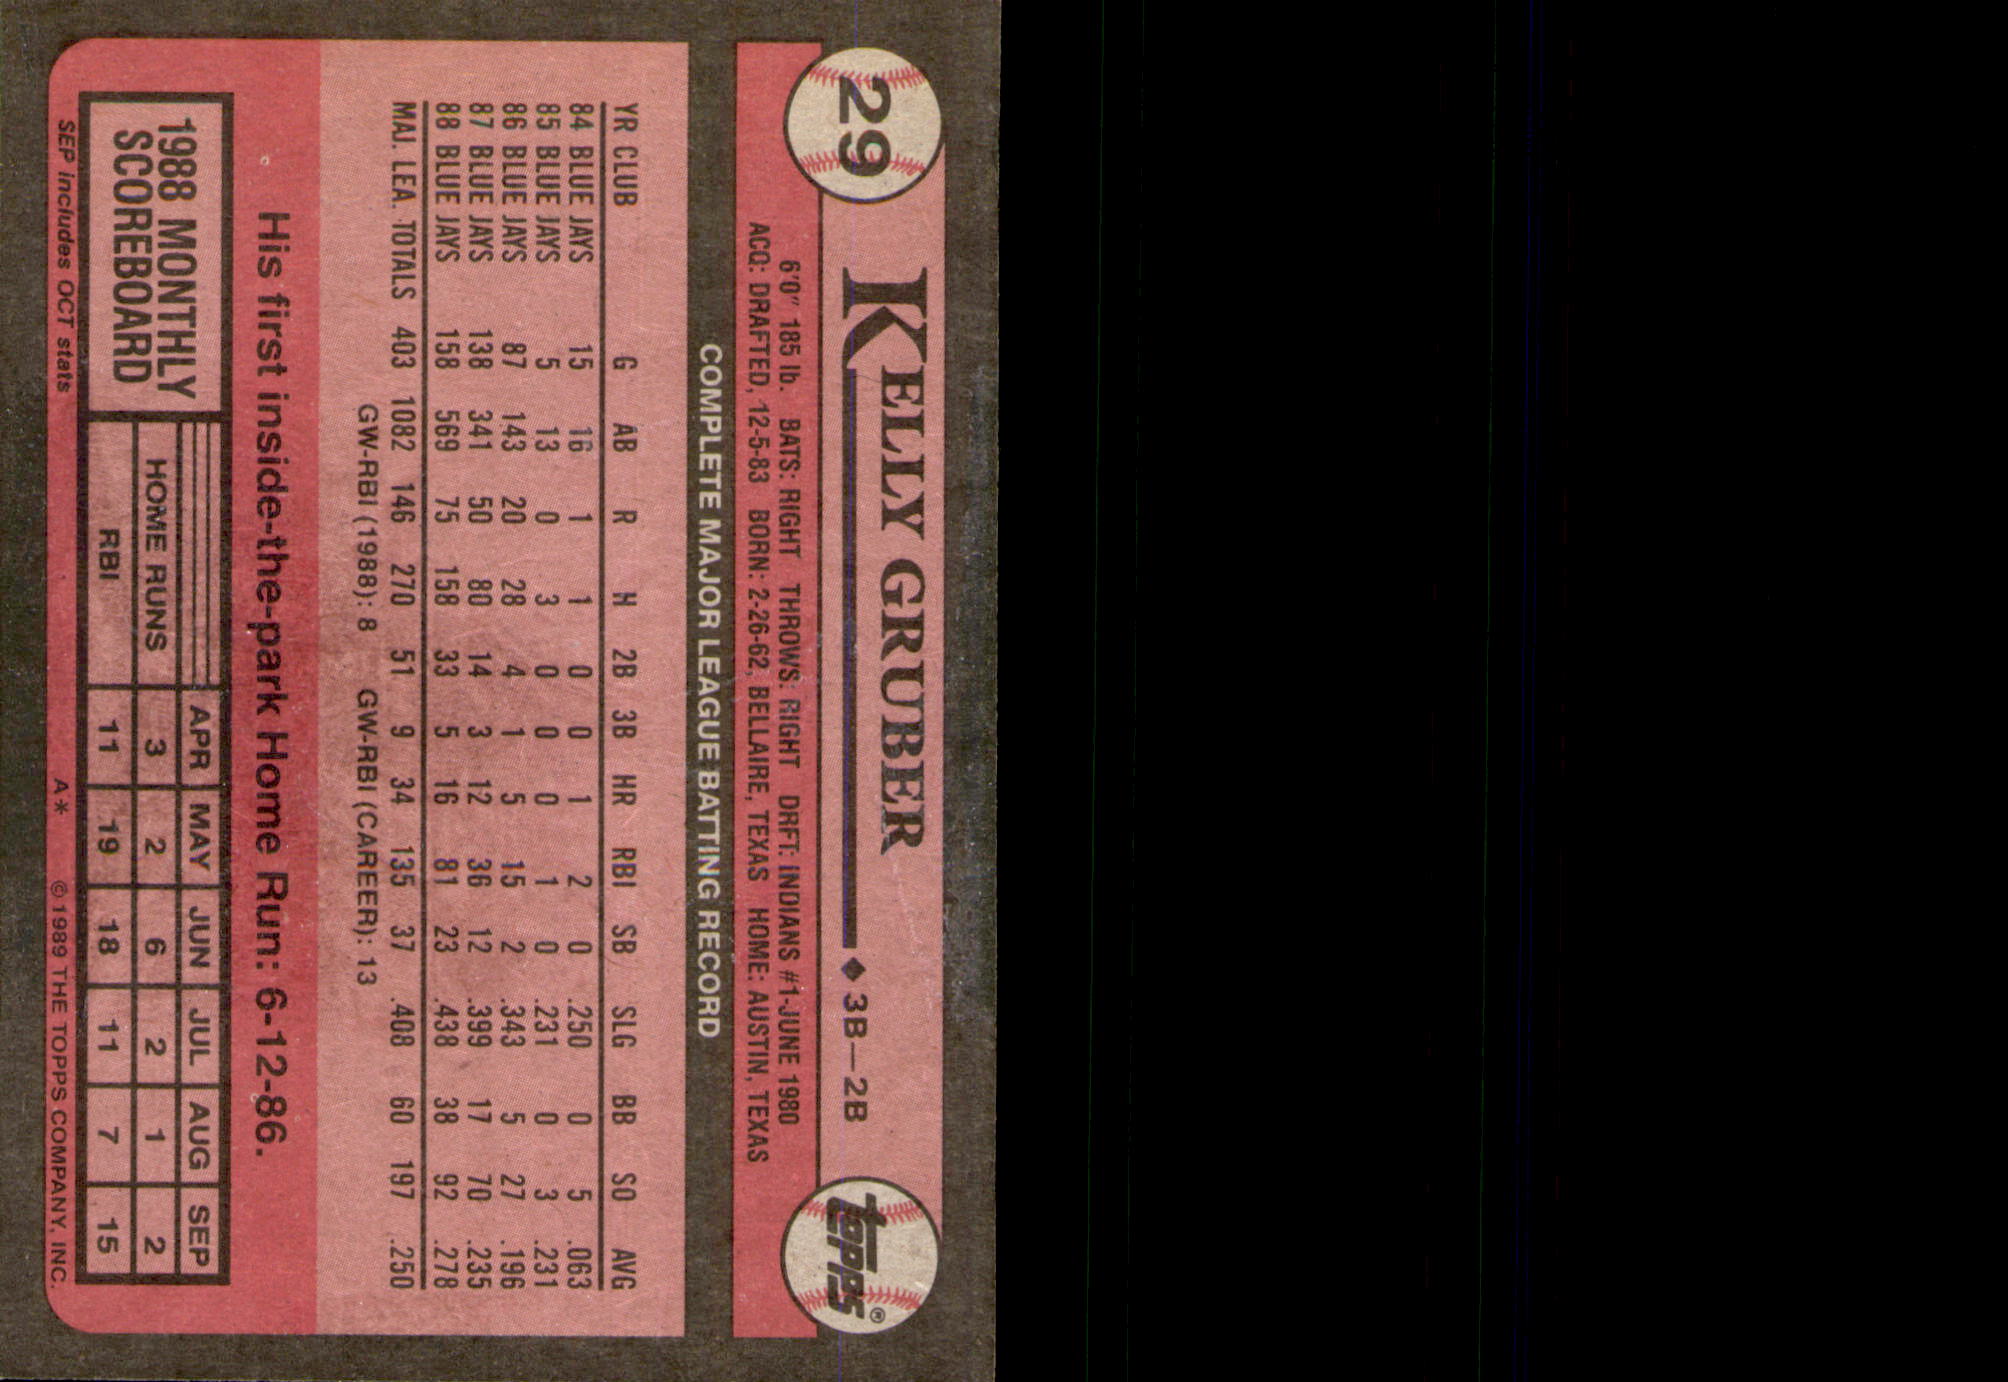 29
KELLY GRUBER
◆ 3B—2B
topps®
6'0" 185 lb. BATS: RIGHT THROWS: RIGHT DRFT: INDIANS #1-JUNE 1980
ACQ: DRAFTED, 12-5-83 BORN: 2-26-62, BELLAIRE, TEXAS HOME: AUSTIN, TEXAS
COMPLETE MAJOR LEAGUE BATTING RECORD
YR CLUB G AB R H 2B 3B HR RBI SB SLG BB SO AVG
84 BLUE JAYS 15 16 1 1 0 0 1 2 0 .250 0 5 .063
85 BLUE JAYS 5 13 0 3 0 0 0 1 0 .231 0 3 .231
86 BLUE JAYS 87 143 20 28 4 1 5 15 2 .343 5 27 .196
87 BLUE JAYS 138 341 50 80 14 3 12 36 12 .399 17 70 .235
88 BLUE JAYS 158 569 75 158 33 5 16 81 23 .438 38 92 .278
MAJ. LEA. TOTALS 403 1082 146 270 51 9 34 135 37 .408 60 197 .250
GW-RBI (1988): 8 GW-RBI (CAREER): 13
His first inside-the-park Home Run: 6-12-86.
1988 MONTHLY
SCOREBOARD
APR MAY JUN JUL AUG SEP
HOME RUNS 3 2 6 2 1 2
RBI 11 19 18 11 7 15
SEP includes OCT stats A* ©1989 THE TOPPS COMPANY, INC.